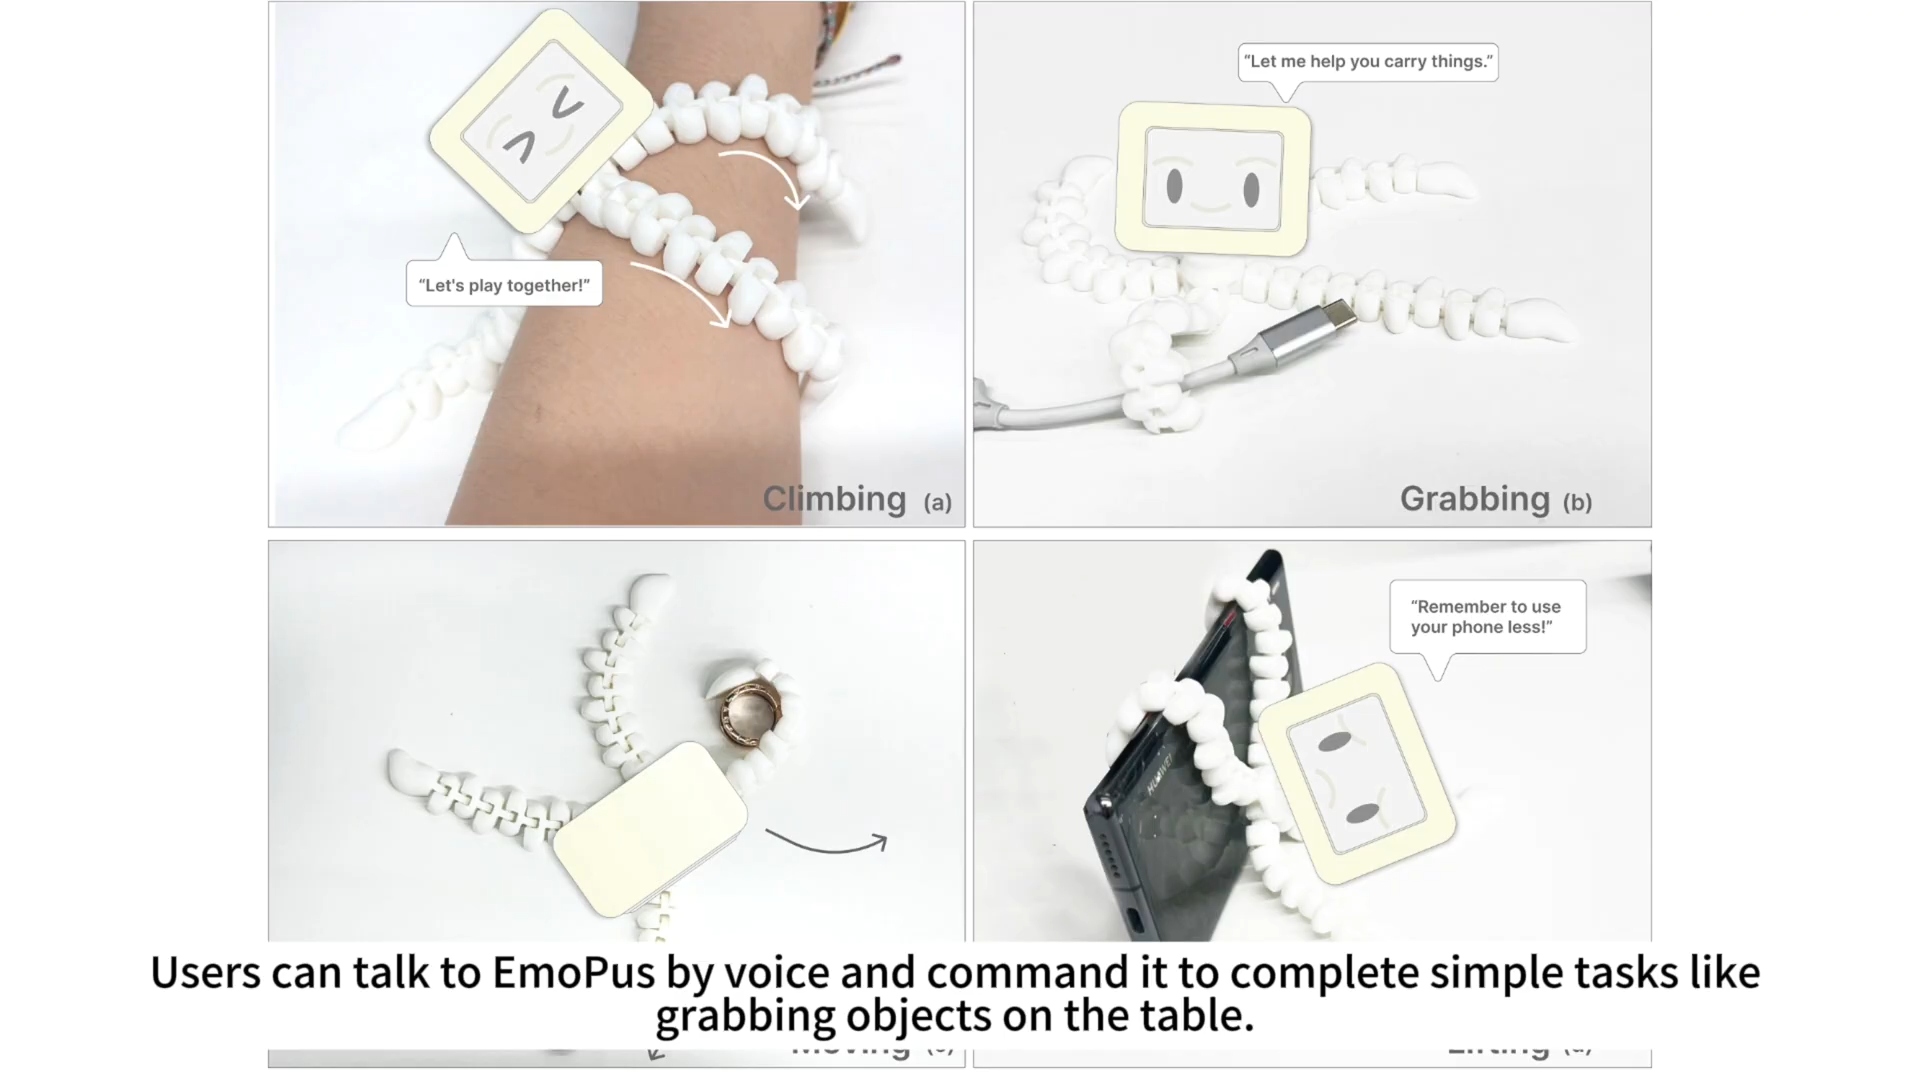 “Let's play together!”
Climbing (a)
“Let me help you carry things.”
Grabbing (b)
“Remember to use
your phone less!”
HUAWEI
Users can talk to EmoPus by voice and command it to complete simple tasks like
grabbing objects on the table.